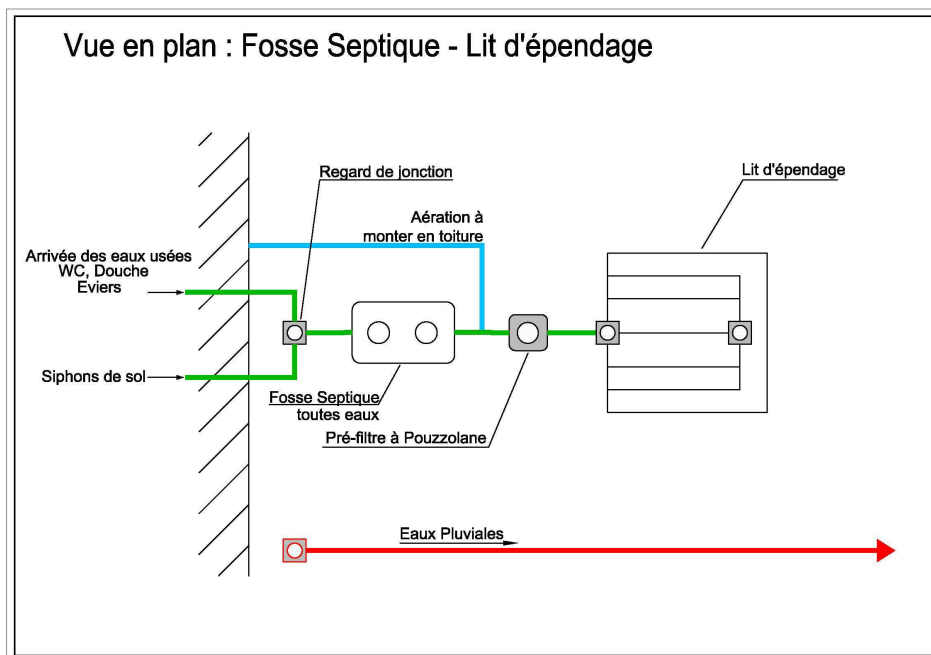 Vue en plan : Fosse Septique - Lit d'épendage
Regard de jonction
Lit d'épendage
Aération à
monter en toiture
Arrivée des eaux usées
WC, Douche
Eviers
Siphons de sol
Fosse Septique
toutes eaux
Pré-filtre à Pouzzolane
Eaux Pluviales